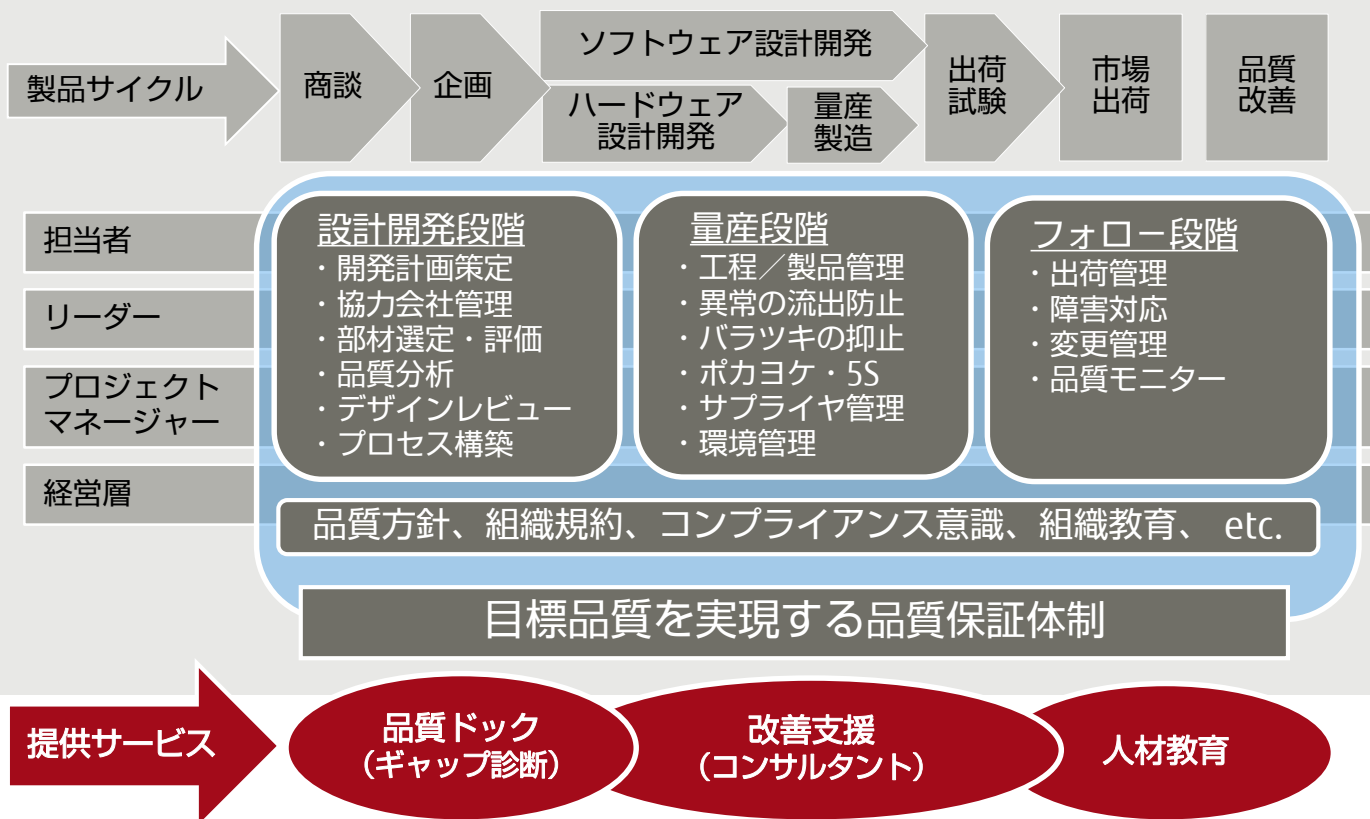 製品サイクル
商談
企画
ソフトウェア設計開発
ハードウェア
設計開発
量産
製造
出荷
試験
市場
出荷
品質
改善
担当者
リーダー
プロジェクト
マネージャー
経営層
設計開発段階
・開発計画策定
・協力会社管理
・部材選定・評価
・品質分析
・デザインレビュー
・プロセス構築
量産段階
・工程／製品管理
・異常の流出防止
・バラツキの抑止
・ポカヨケ・5S
・サプライヤ管理
・環境管理
フォロー段階
・出荷管理
・障害対応
・変更管理
・品質モニター
品質方針、組織規約、コンプライアンス意識、組織教育、 etc.
目標品質を実現する品質保証体制
提供サービス
品質ドック
（ギャップ診断）
改善支援
（コンサルタント）
人材教育